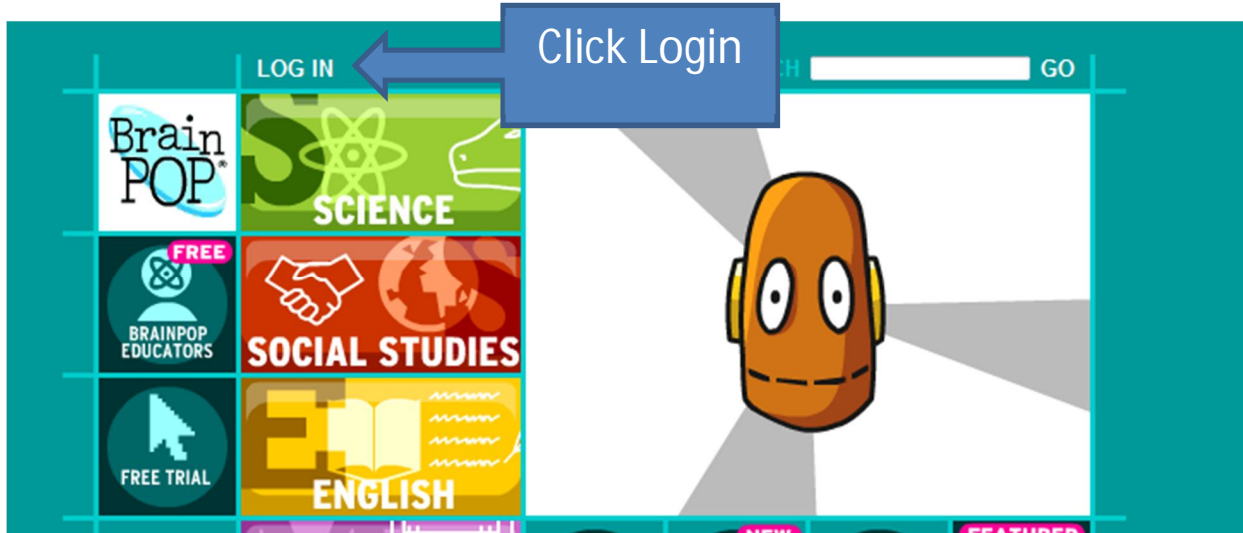 Click Login
LOG IN
GO
Brain
POP®
SCIENCE
FREE
BRAINPOP
EDUCATORS
SOCIAL STUDIES
FREE TRIAL
ENGLISH